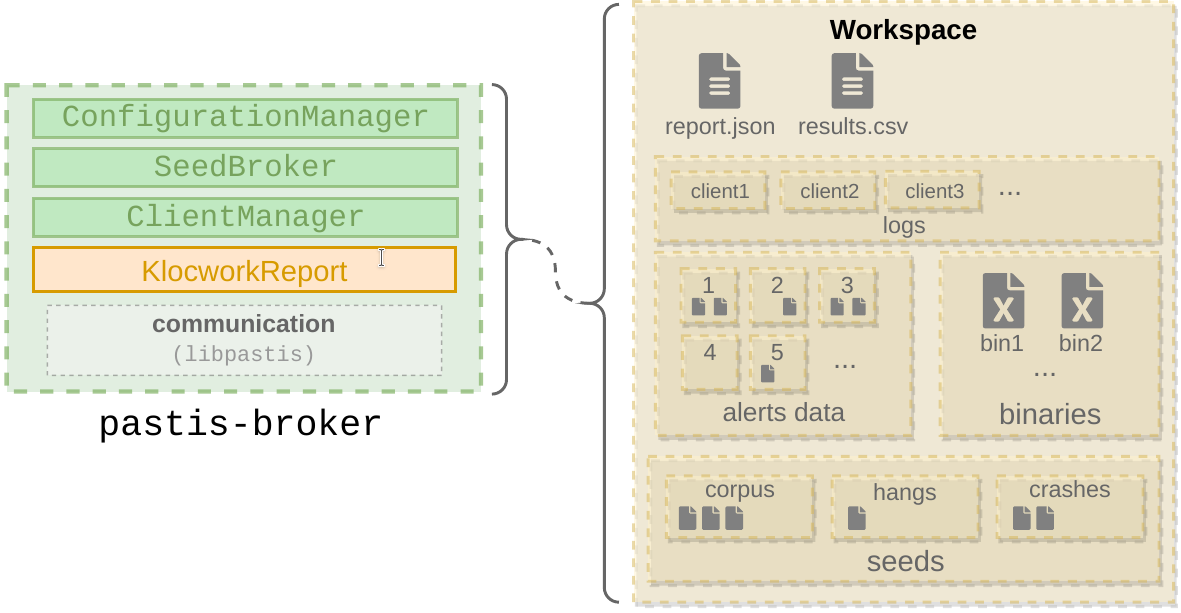 ConfigurationManager
SeedBroker
ClientManager
KlocworkReport
communication
(libpastis)
pastis-broker
Workspace
report.json results.csv
client1 client2 client3 ...
logs
1 2 3
4 5 ...
alerts data
X X
bin1 bin2
...
binaries
corpus hangs crashes
seeds